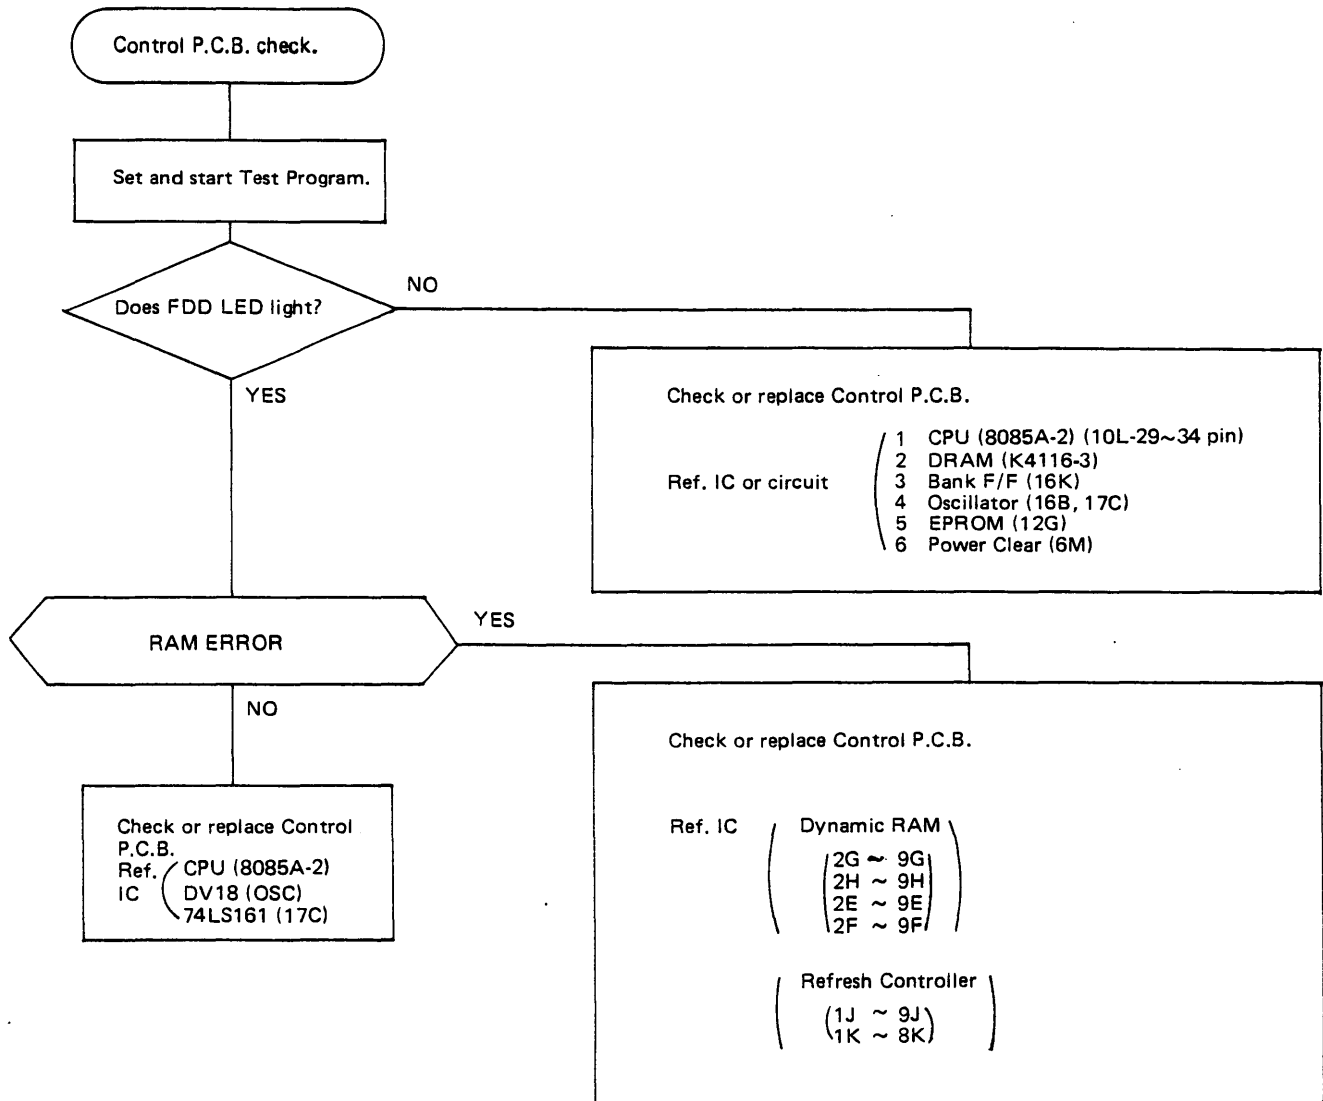 Control P.C.B. check.
Set and start Test Program.
Does FDD LED light?
NO
YES
Check or replace Control P.C.B.
Ref. IC or circuit
1 CPU (8085A-2) (10L-29~34 pin)
2 DRAM (K4116-3)
3 Bank F/F (16K)
4 Oscillator (16B, 17C)
5 EPROM (12G)
6 Power Clear (6M)
RAM ERROR
YES
NO
Check or replace Control
P.C.B.
Ref. CPU (8085A-2)
IC DV18 (OSC)
74LS161 (17C)
Check or replace Control P.C.B.
Ref. IC ( Dynamic RAM )
(2G ~ 9G)
2H ~ 9H
2E ~ 9E
2F ~ 9F
( Refresh Controller )
(1J ~ 9J)
1K ~ 8K